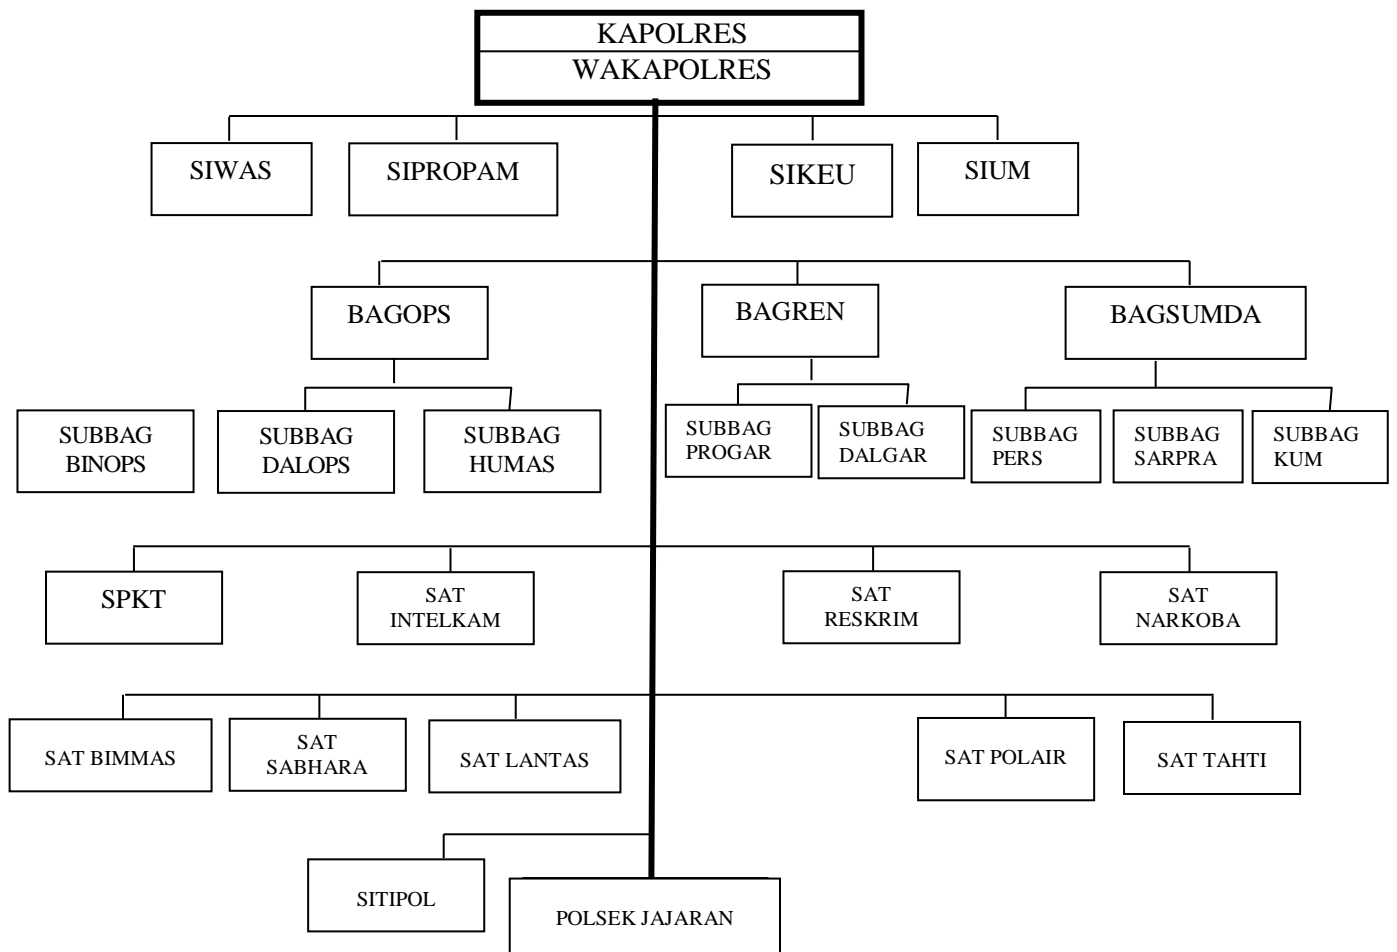 KAPOLRES
WAKAPOLRES
SIWAS
SIPROPAM
SIKEU
SIUM
BAGOPS
BAGREN
BAGSUMDA
SUBBAG
BINOPS
SUBBAG
DALOPS
SUBBAG
HUMAS
SUBBAG
PROGAR
SUBBAG
DALGAR
SUBBAG
PERS
SUBBAG
SARPRA
SUBBAG
KUM
SPKT
SAT
INTELKAM
SAT
RESKRIM
SAT
NARKOBA
SAT BIMMAS
SAT
SABHARA
SAT LANTAS
SAT POLAIR
SAT TAHTI
SITIPOL
POLSEK JAJARAN